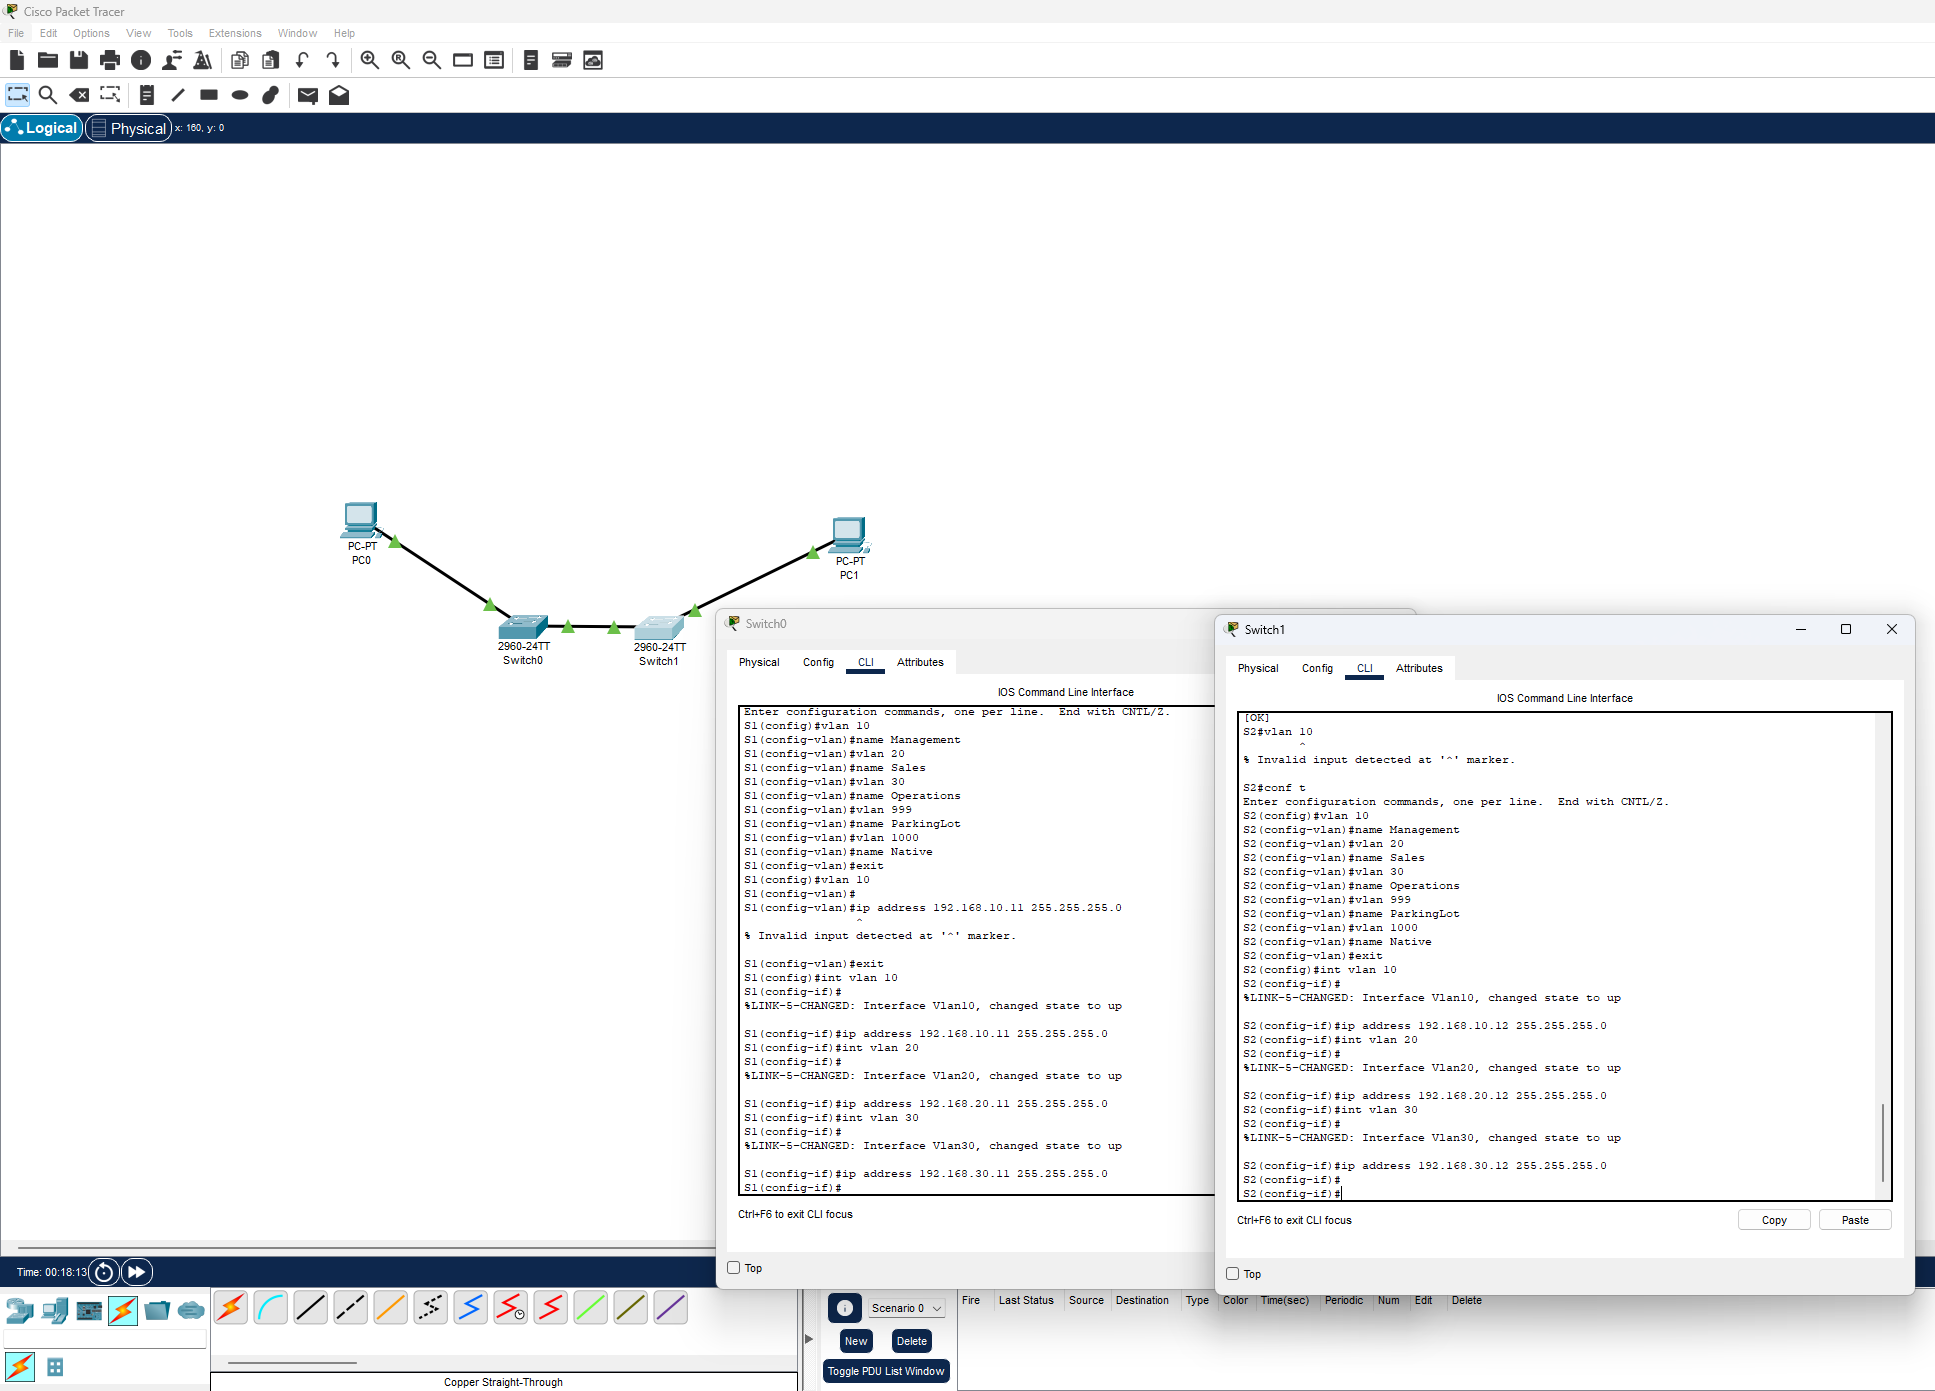 Cisco Packet Tracer
File Edit Options View Tools Extensions Window Help
Logical Physical x: 160, y: 0
PC-PT
PC0
PC-PT
PC1
2960-24TT
Switch0
2960-24TT
Switch1
Switch0
Physical Config CLI Attributes
IOS Command Line Interface
Enter configuration commands, one per line.  End with CNTL/Z.
S1(config)#vlan 10
S1(config-vlan)#name Management
S1(config-vlan)#vlan 20
S1(config-vlan)#name Sales
S1(config-vlan)#vlan 30
S1(config-vlan)#name Operations
S1(config-vlan)#vlan 999
S1(config-vlan)#name ParkingLot
S1(config-vlan)#vlan 1000
S1(config-vlan)#name Native
S1(config-vlan)#exit
S1(config)#vlan 10
S1(config-vlan)#
S1(config-vlan)#ip address 192.168.10.11 255.255.255.0
^
% Invalid input detected at '^' marker.
S1(config-vlan)#exit
S1(config)#int vlan 10
S1(config-if)#
%LINK-5-CHANGED: Interface Vlan10, changed state to up
S1(config-if)#ip address 192.168.10.11 255.255.255.0
S1(config-if)#int vlan 20
S1(config-if)#
%LINK-5-CHANGED: Interface Vlan20, changed state to up
S1(config-if)#ip address 192.168.20.11 255.255.255.0
S1(config-if)#int vlan 30
S1(config-if)#
%LINK-5-CHANGED: Interface Vlan30, changed state to up
S1(config-if)#ip address 192.168.30.11 255.255.255.0
S1(config-if)#
Ctrl+F6 to exit CLI focus
Top
Switch1
Physical Config CLI Attributes
IOS Command Line Interface
[OK]
S2#vlan 10
^
% Invalid input detected at '^' marker.
S2#conf t
Enter configuration commands, one per line.  End with CNTL/Z.
S2(config)#vlan 10
S2(config-vlan)#name Management
S2(config-vlan)#vlan 20
S2(config-vlan)#name Sales
S2(config-vlan)#vlan 30
S2(config-vlan)#name Operations
S2(config-vlan)#vlan 999
S2(config-vlan)#name ParkingLot
S2(config-vlan)#vlan 1000
S2(config-vlan)#name Native
S2(config-vlan)#exit
S2(config)#int vlan 10
S2(config-if)#
%LINK-5-CHANGED: Interface Vlan10, changed state to up
S2(config-if)#ip address 192.168.10.12 255.255.255.0
S2(config-if)#int vlan 20
S2(config-if)#
%LINK-5-CHANGED: Interface Vlan20, changed state to up
S2(config-if)#ip address 192.168.20.12 255.255.255.0
S2(config-if)#int vlan 30
S2(config-if)#
%LINK-5-CHANGED: Interface Vlan30, changed state to up
S2(config-if)#ip address 192.168.30.12 255.255.255.0
S2(config-if)#
S2(config-if)#
Ctrl+F6 to exit CLI focus
Copy Paste
Top
Time: 00:18:13
Copper Straight-Through
Scenario 0
New Delete
Toggle PDU List Window
Fire Last Status Source Destination Type Color Time(sec) Periodic Num Edit Delete